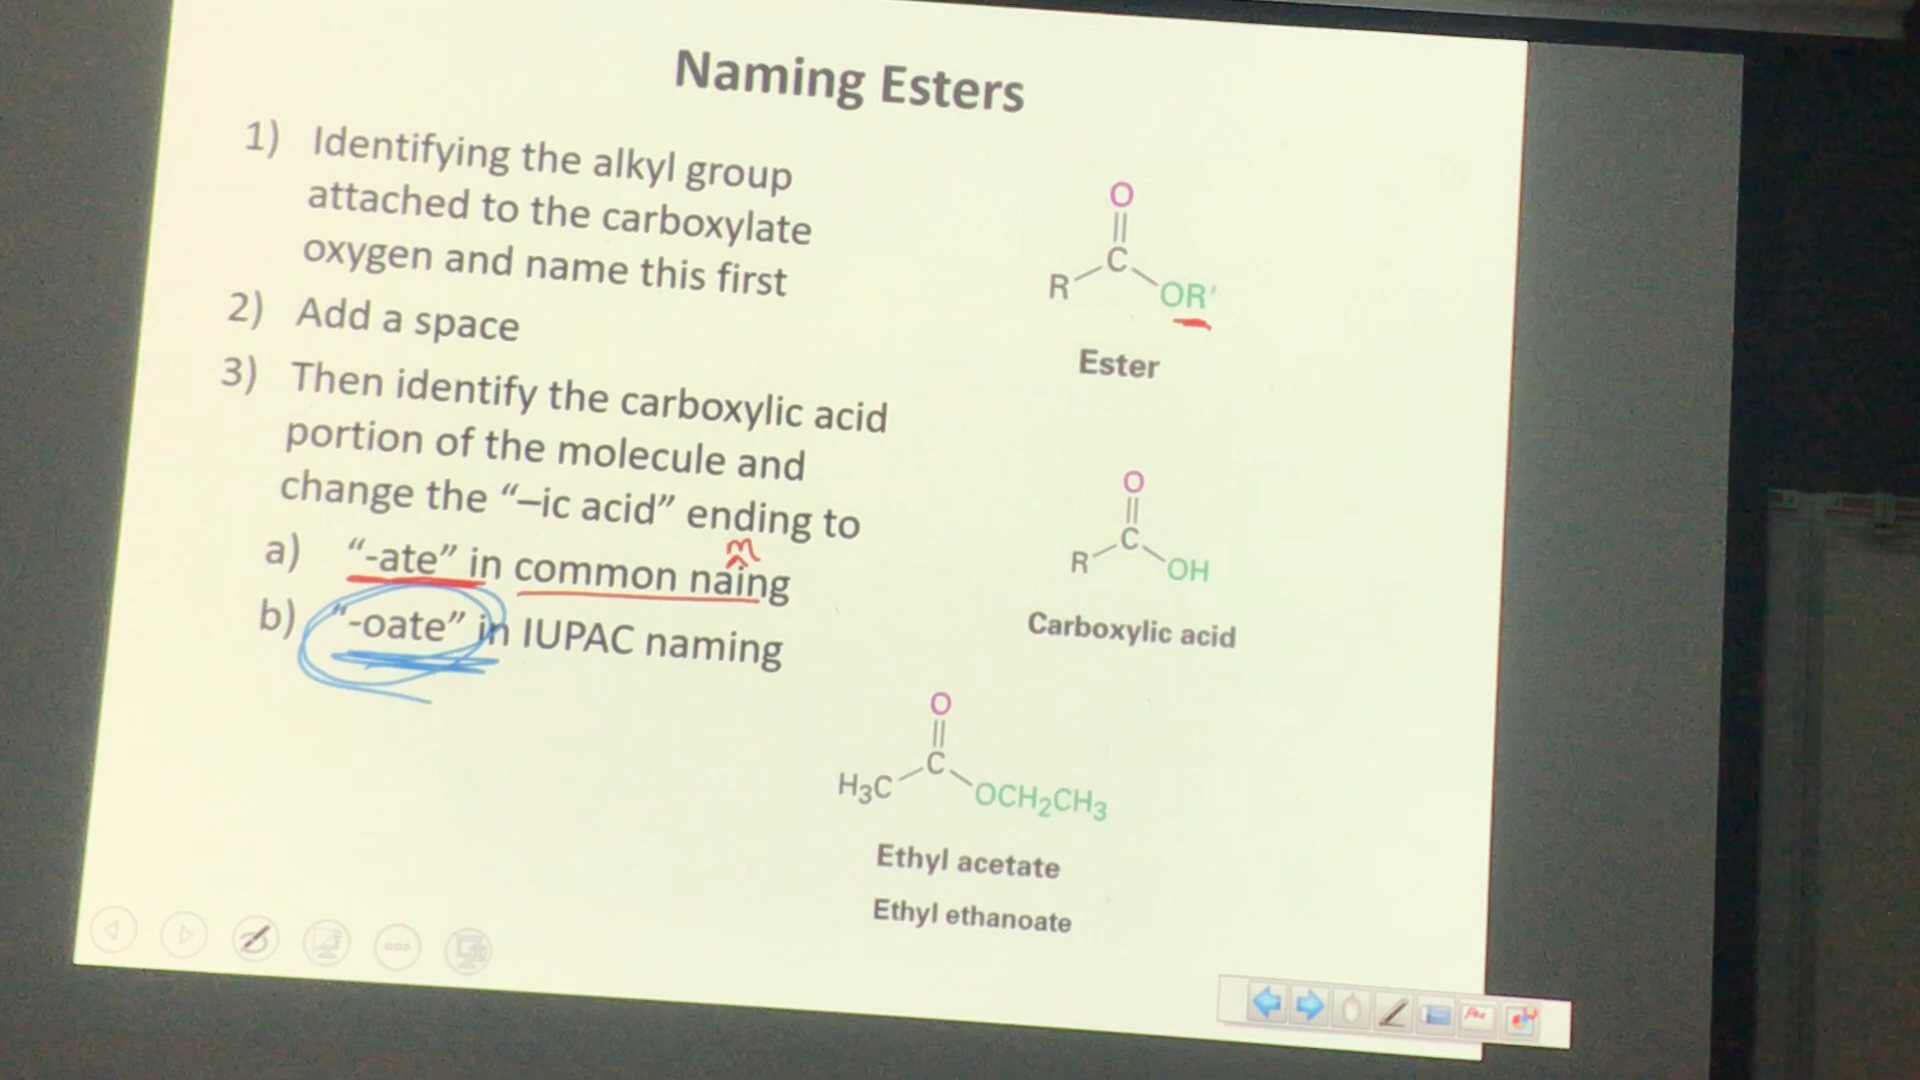 Naming Esters
1) Identifying the alkyl group
attached to the carboxylate
oxygen and name this first
2) Add a space
3) Then identify the carboxylic acid
portion of the molecule and
change the “–ic acid” ending to
m
a) “-ate” in common naing
b) “-oate” in IUPAC naming
O
C
R OR′
Ester
O
C
R OH
Carboxylic acid
O
C
H₃C OCH₂CH₃
Ethyl acetate
Ethyl ethanoate